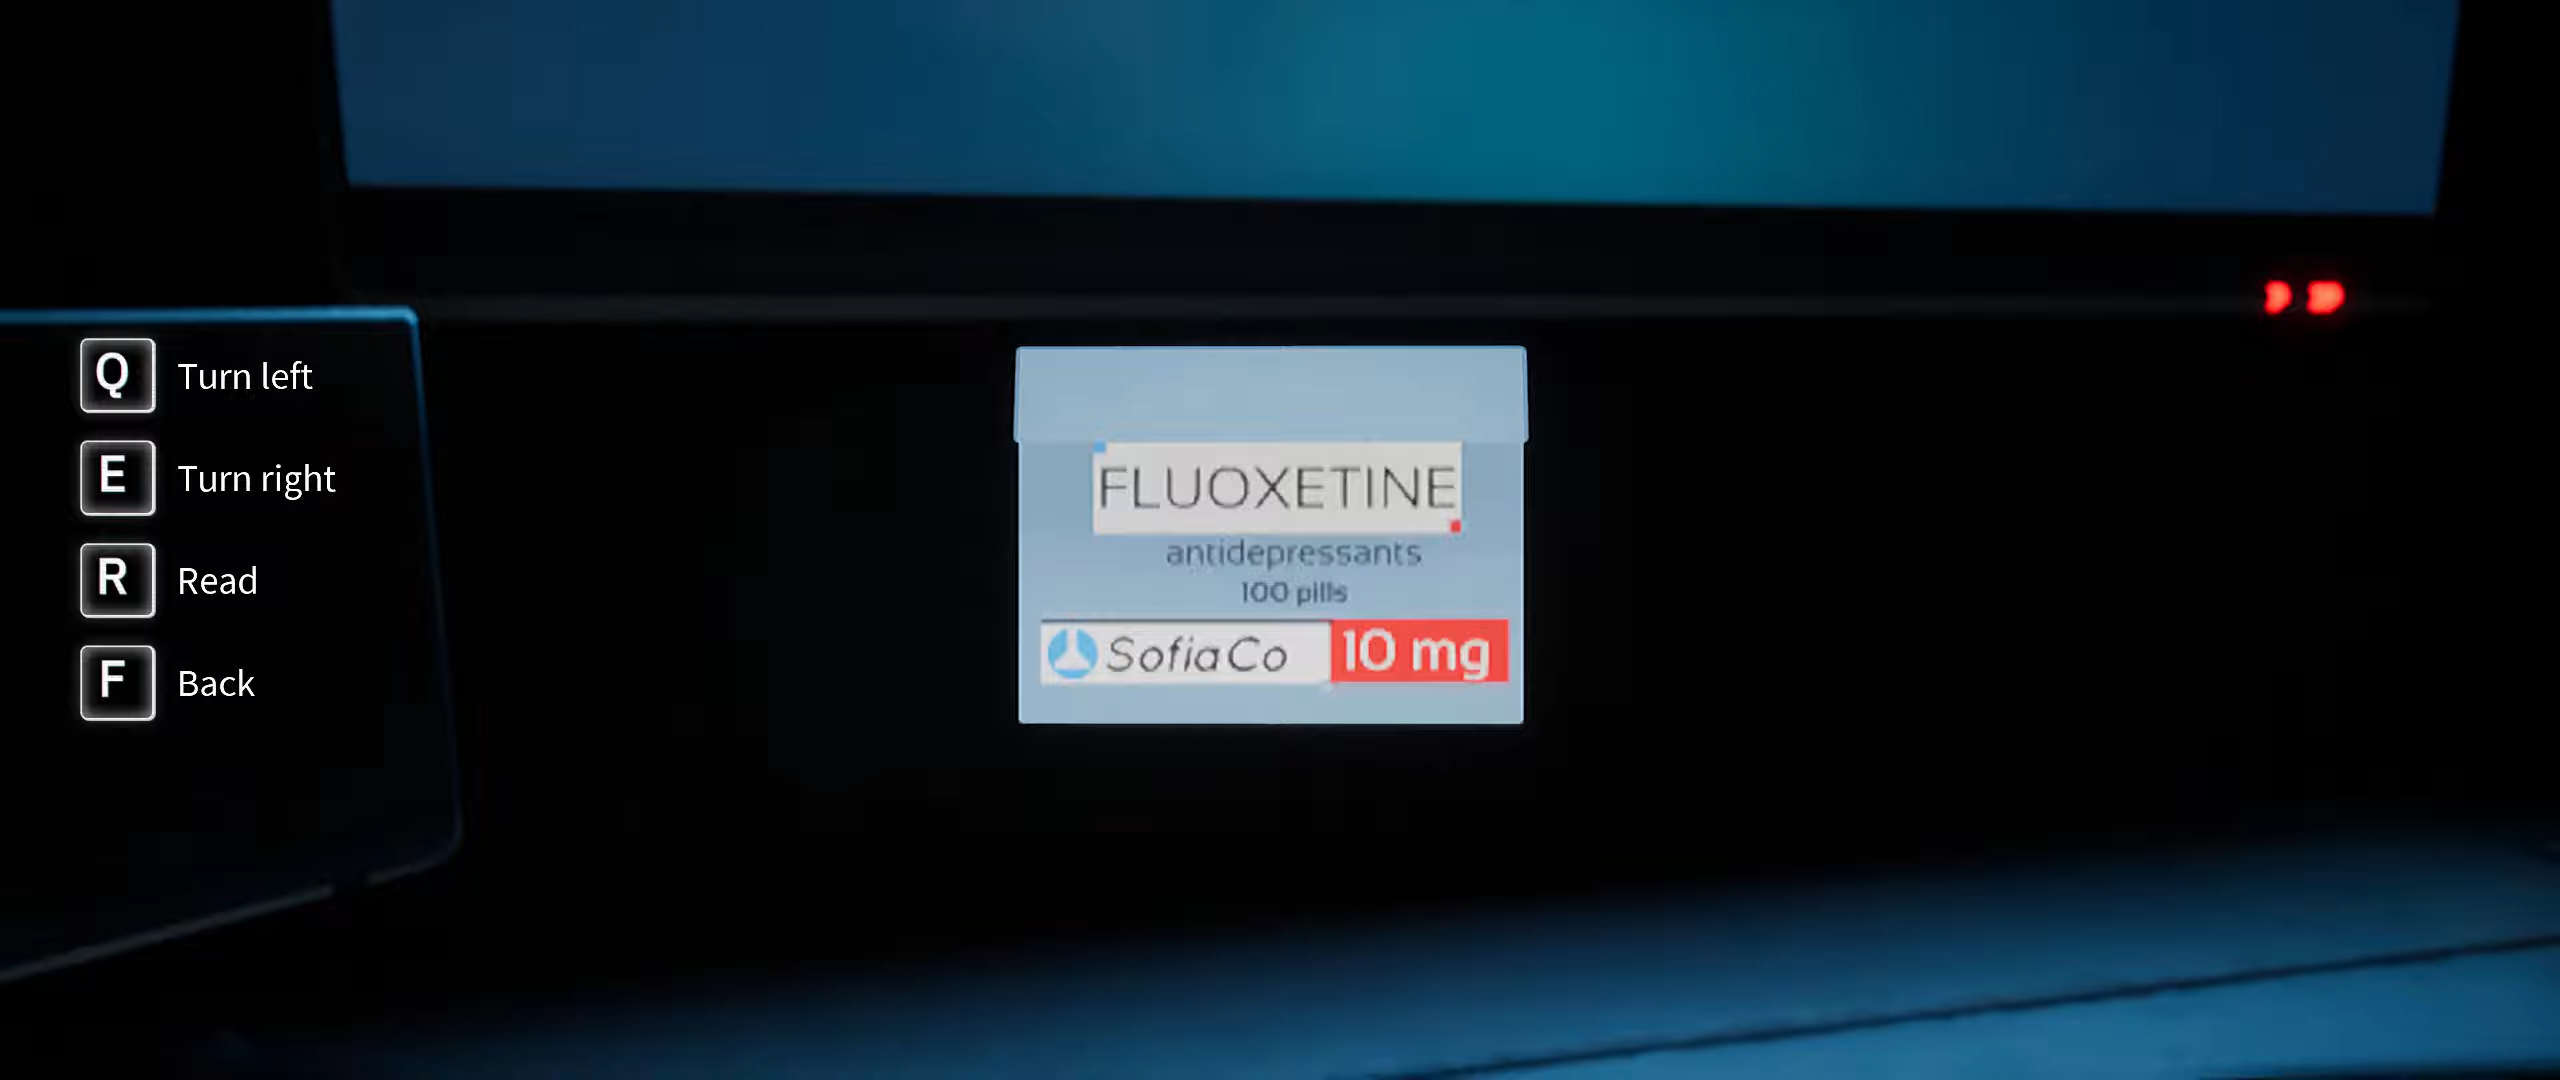 Q Turn left
E Turn right
R Read
F Back
FLUOXETINE
antidepressants
100 pills
SofiaCo 10 mg